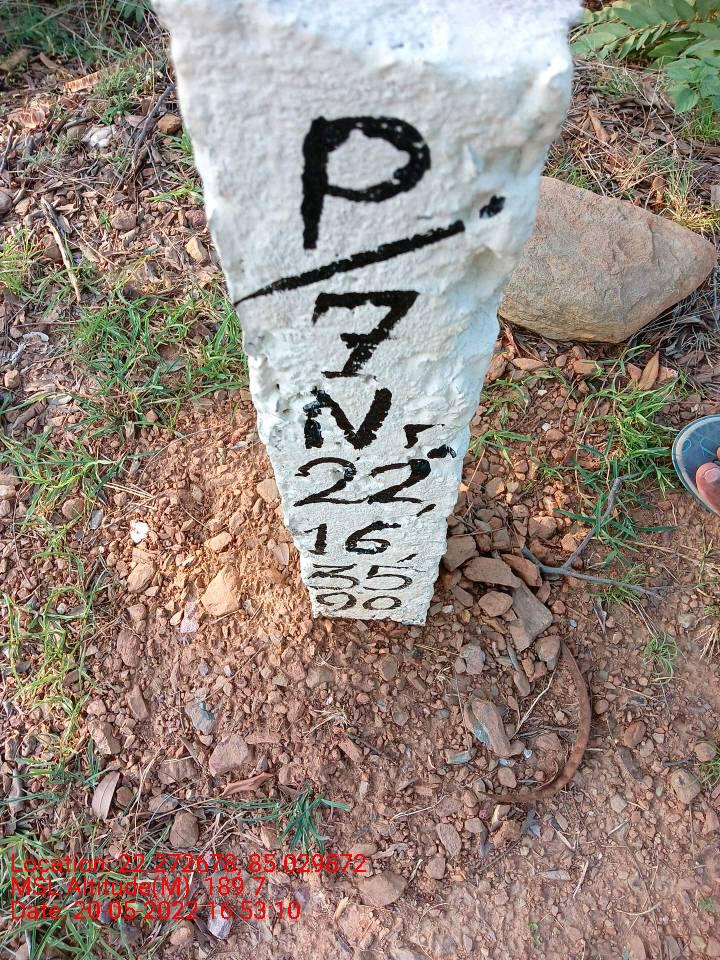 P/
7
N-
22,
16,
35
90
Location: 22.272678, 85.029872
MSL Altitude(M) :189.7
Date: 20 05 2022 16:53:10